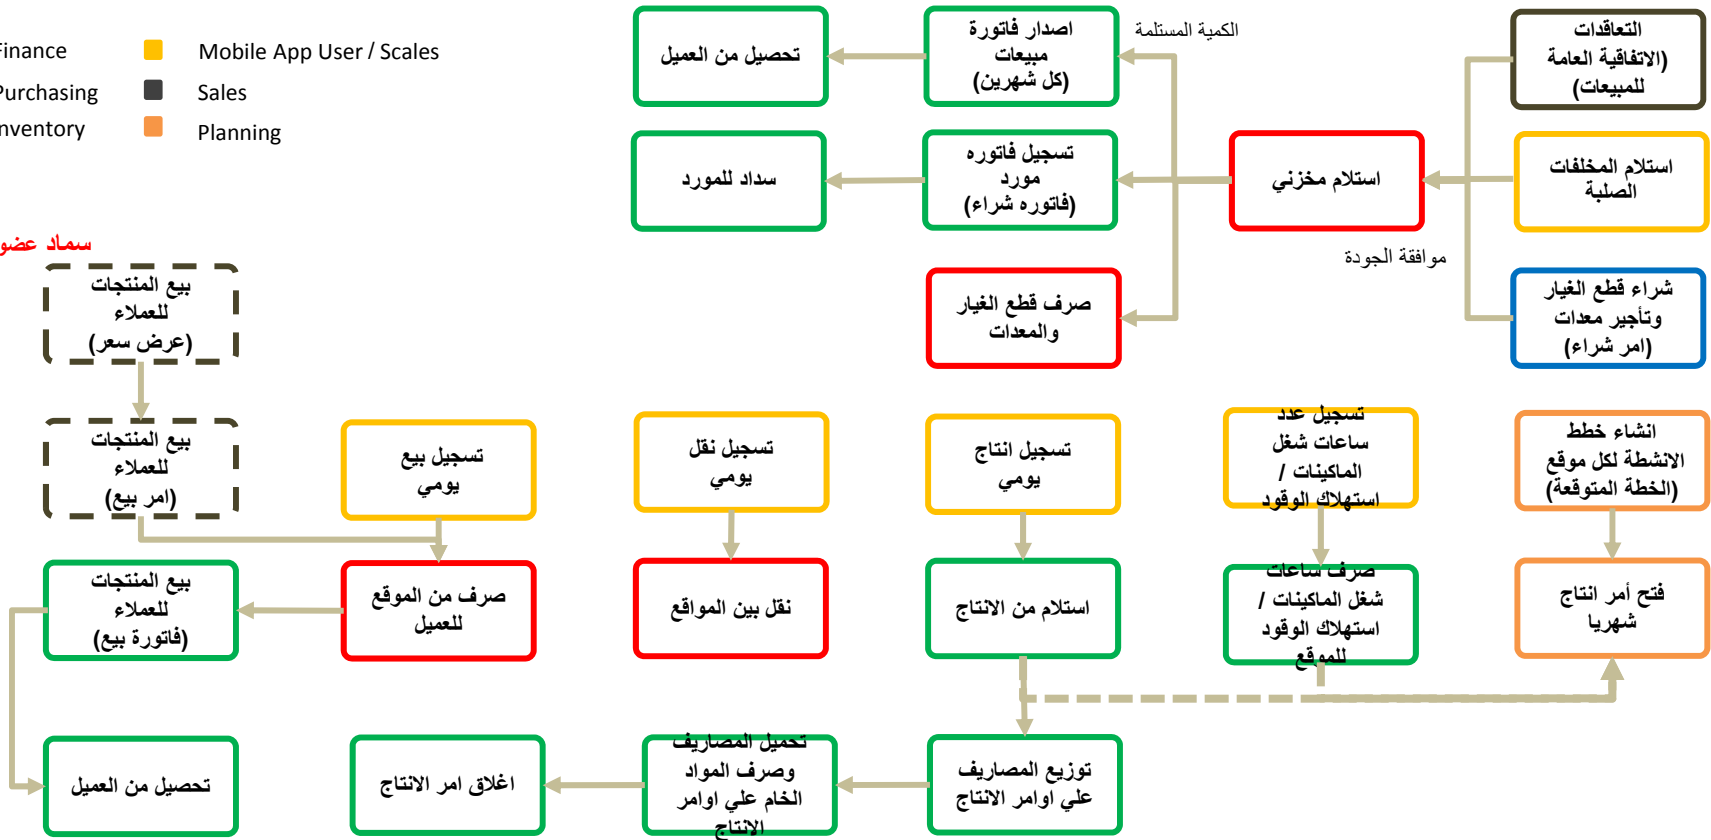 Finance
Mobile App User / Scales
Purchasing
Sales
Inventory
Planning
التعاقدات
(الاتفاقية العامة
للمبيعات)
الكمية المستلمة
اصدار فاتورة
مبيعات
(كل شهرين)
تحصيل من العميل
استلام المخلفات
الصلبة
استلام مخزني
تسجيل فاتوره
مورد
(فاتوره شراء)
سداد للمورد
موافقة الجودة
شراء قطع الغيار
وتأجير معدات
(امر شراء)
صرف قطع الغيار
والمعدات
سماد عضو
بيع المنتجات
للعملاء
(عرض سعر)
انشاء خطط
الانشطة لكل موقع
(الخطة المتوقعة)
تسجيل عدد
ساعات شغل
الماكينات /
استهلاك الوقود
تسجيل انتاج
يومي
تسجيل نقل
يومي
تسجيل بيع
يومي
بيع المنتجات
للعملاء
(امر بيع)
فتح أمر انتاج
شهريا
صرف ساعات
شغل الماكينات /
استهلاك الوقود
للموقع
استلام من الانتاج
نقل بين المواقع
صرف من الموقع
للعميل
بيع المنتجات
للعملاء
(فاتورة بيع)
توزيع المصاريف
علي اوامر الانتاج
تحميل المصاريف
وصرف المواد
الخام علي اوامر
الانتاج
اغلاق امر الانتاج
تحصيل من العميل